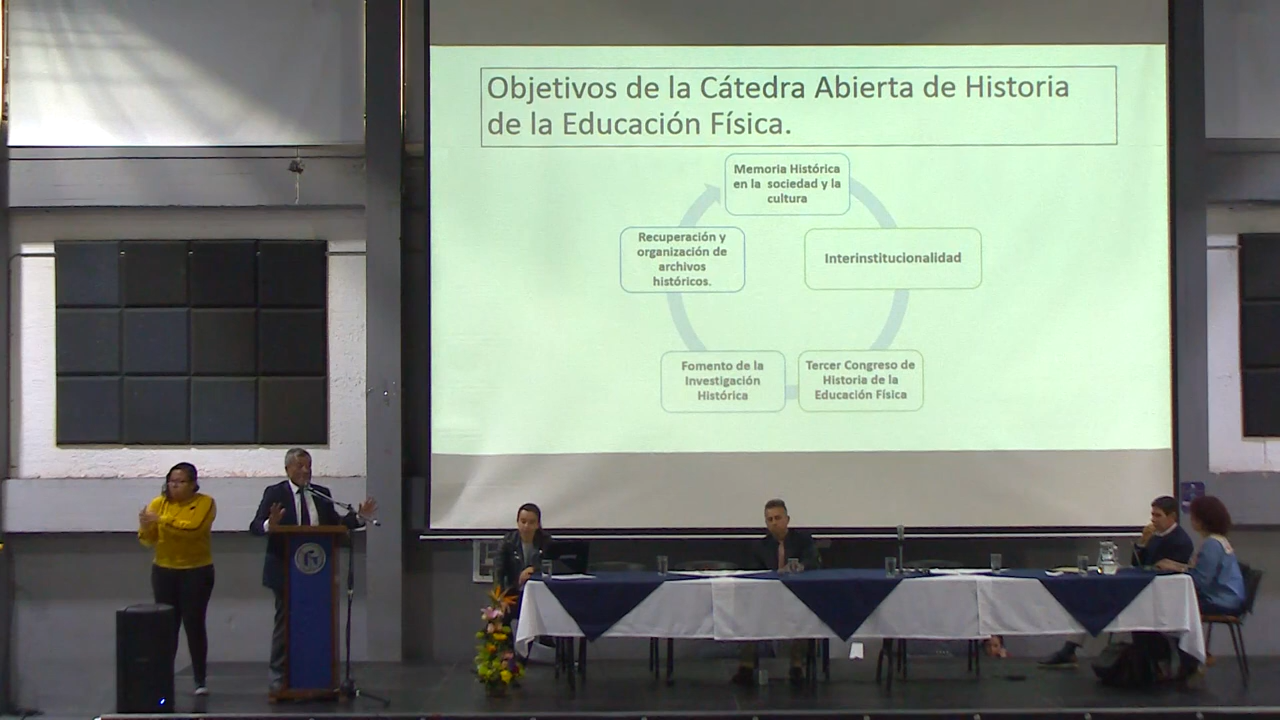 Objetivos de la Cátedra Abierta de Historia
de la Educación Física.
Memoria Histórica
en la sociedad y la
cultura
Recuperación y
organización de
archivos
históricos.
Interinstitucionalidad
Fomento de la
Investigación
Histórica
Tercer Congreso de
Historia de la
Educación Física